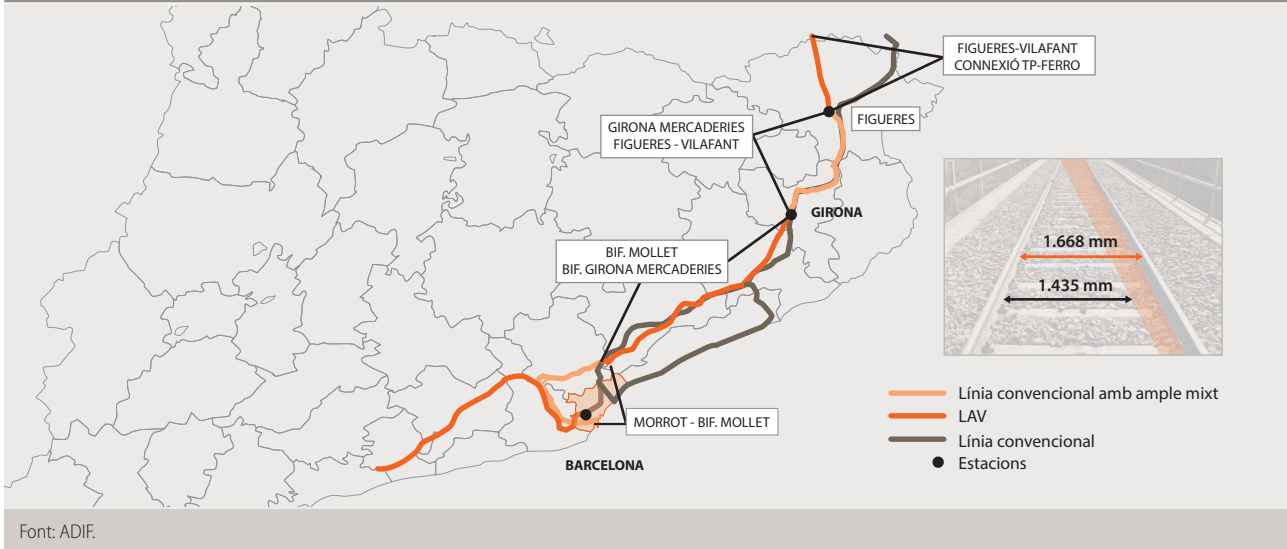 FIGUERES-VILAFANT
CONNEXIÓ TP-FERRO
FIGUERES
GIRONA MERCADERIES
FIGUERES - VILAFANT
GIRONA
BIF. MOLLET
BIF. GIRONA MERCADERIES
1.668 mm
1.435 mm
MORROT - BIF. MOLLET
BARCELONA
Línia convencional amb ample mixt
LAV
Línia convencional
Estacions
Font: ADIF.